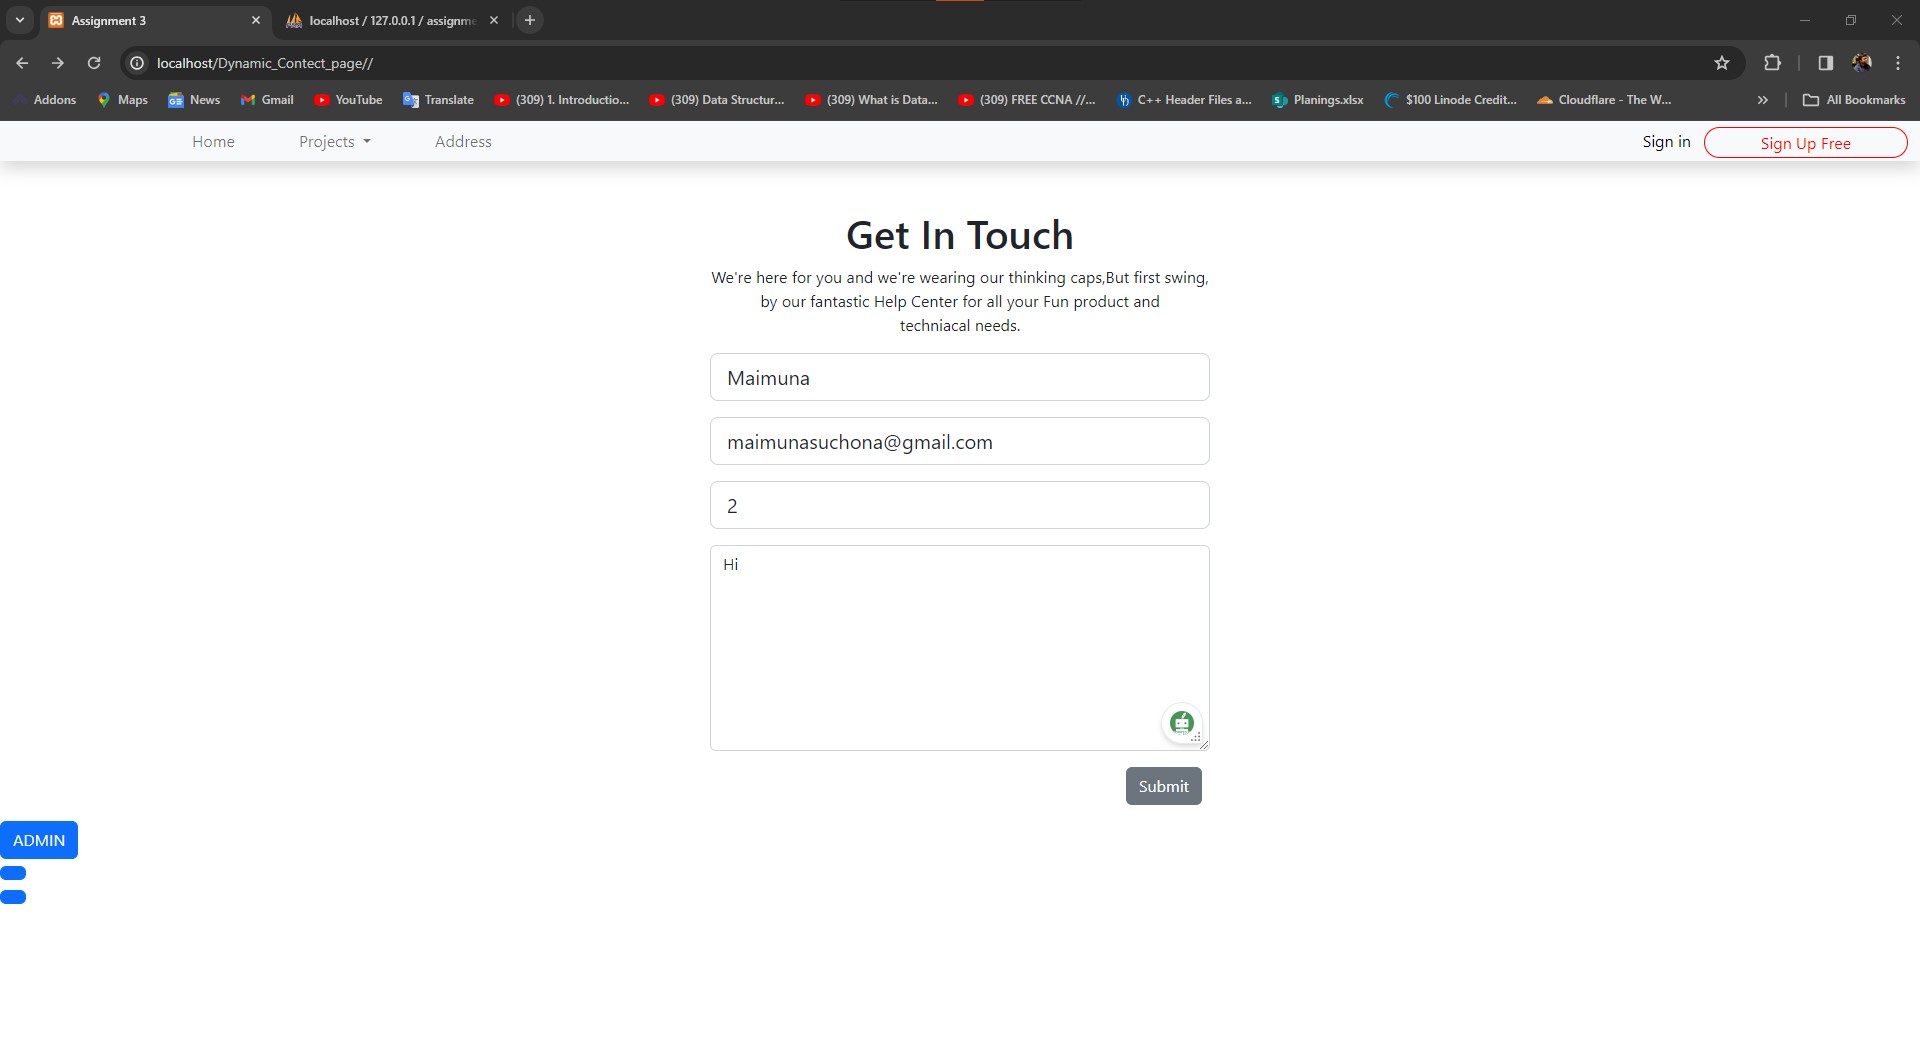 Assignment 3
localhost / 127.0.0.1 / assignme
localhost/Dynamic_Contect_page//
Addons Maps News Gmail YouTube Translate (309) 1. Introductio... (309) Data Structur... (309) What is Data... (309) FREE CCNA //... C++ Header Files a... Planings.xlsx $100 Linode Credit... Cloudflare - The W... » All Bookmarks
Home Projects Address Sign in Sign Up Free
Get In Touch
We're here for you and we're wearing our thinking caps,But first swing,
by our fantastic Help Center for all your Fun product and
techniacal needs.
Maimuna
maimunasuchona@gmail.com
2
Hi
Submit
ADMIN